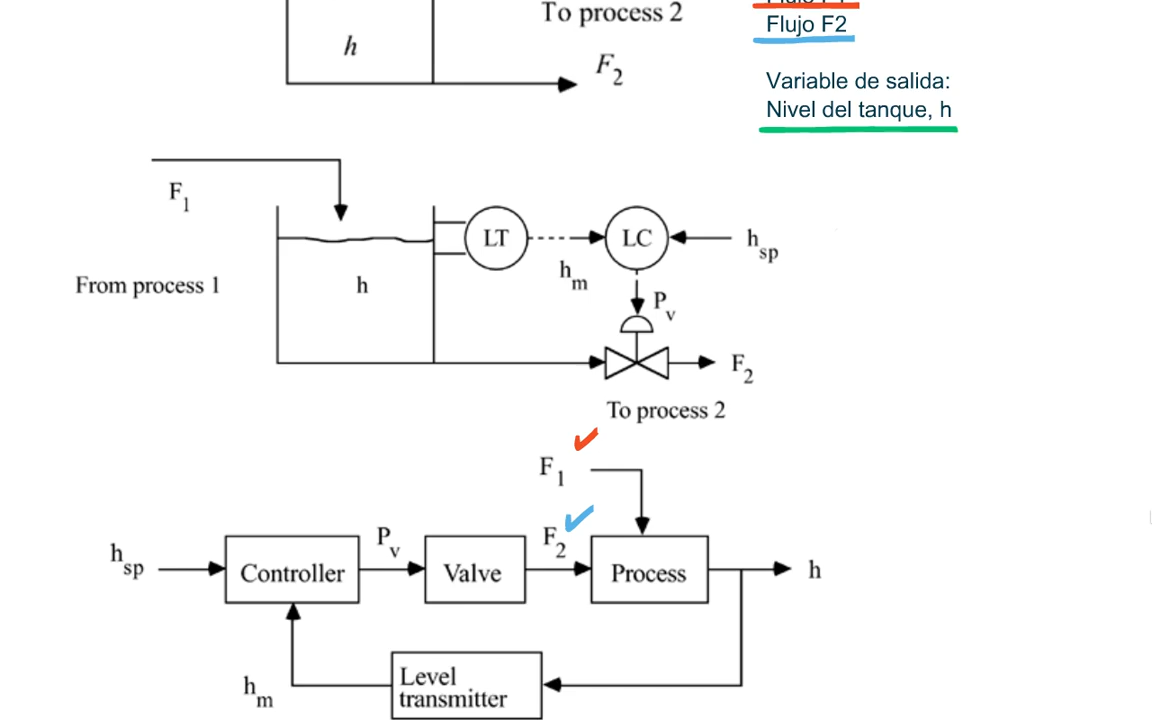 To process 2
Flujo F2
h
F2
Variable de salida:
Nivel del tanque, h
F1
LT
LC
hsp
hm
From process 1
h
Pv
F2
To process 2
F1
Pv
F2
hsp
Controller
Valve
Process
h
hm
Level
transmitter